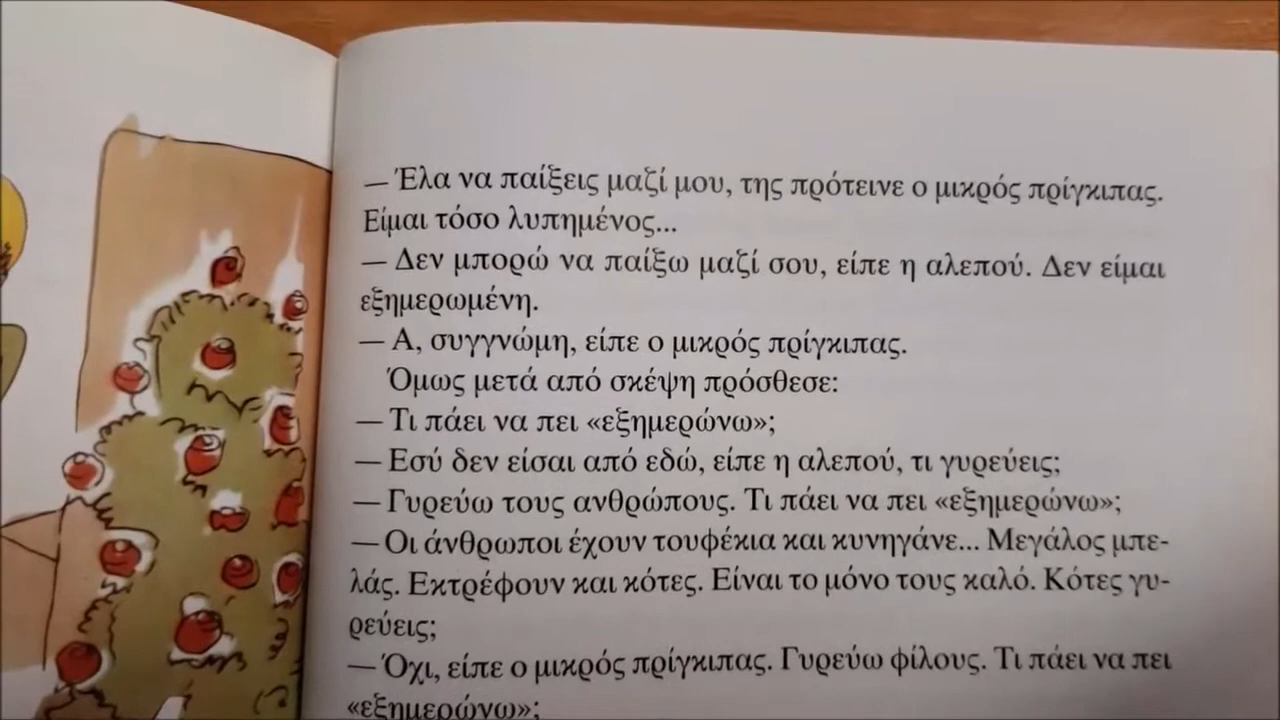 — Έλα να παίξεις μαζί μου, της πρότεινε ο μικρός πρίγκιπας.
Είμαι τόσο λυπημένος...
— Δεν μπορώ να παίξω μαζί σου, είπε η αλεπού. Δεν είμαι
εξημερωμένη.
— Α, συγγνώμη, είπε ο μικρός πρίγκιπας.
Όμως μετά από σκέψη πρόσθεσε:
— Τι πάει να πει «εξημερώνω»;
— Εσύ δεν είσαι από εδώ, είπε η αλεπού, τι γυρεύεις;
— Γυρεύω τους ανθρώπους. Τι πάει να πει «εξημερώνω»;
— Οι άνθρωποι έχουν τουφέκια και κυνηγάνε... Μεγάλος μπε-
λάς. Εκτρέφουν και κότες. Είναι το μόνο τους καλό. Κότες γυ-
ρεύεις;
— Όχι, είπε ο μικρός πρίγκιπας. Γυρεύω φίλους. Τι πάει να πει
«εξημερώνω»;